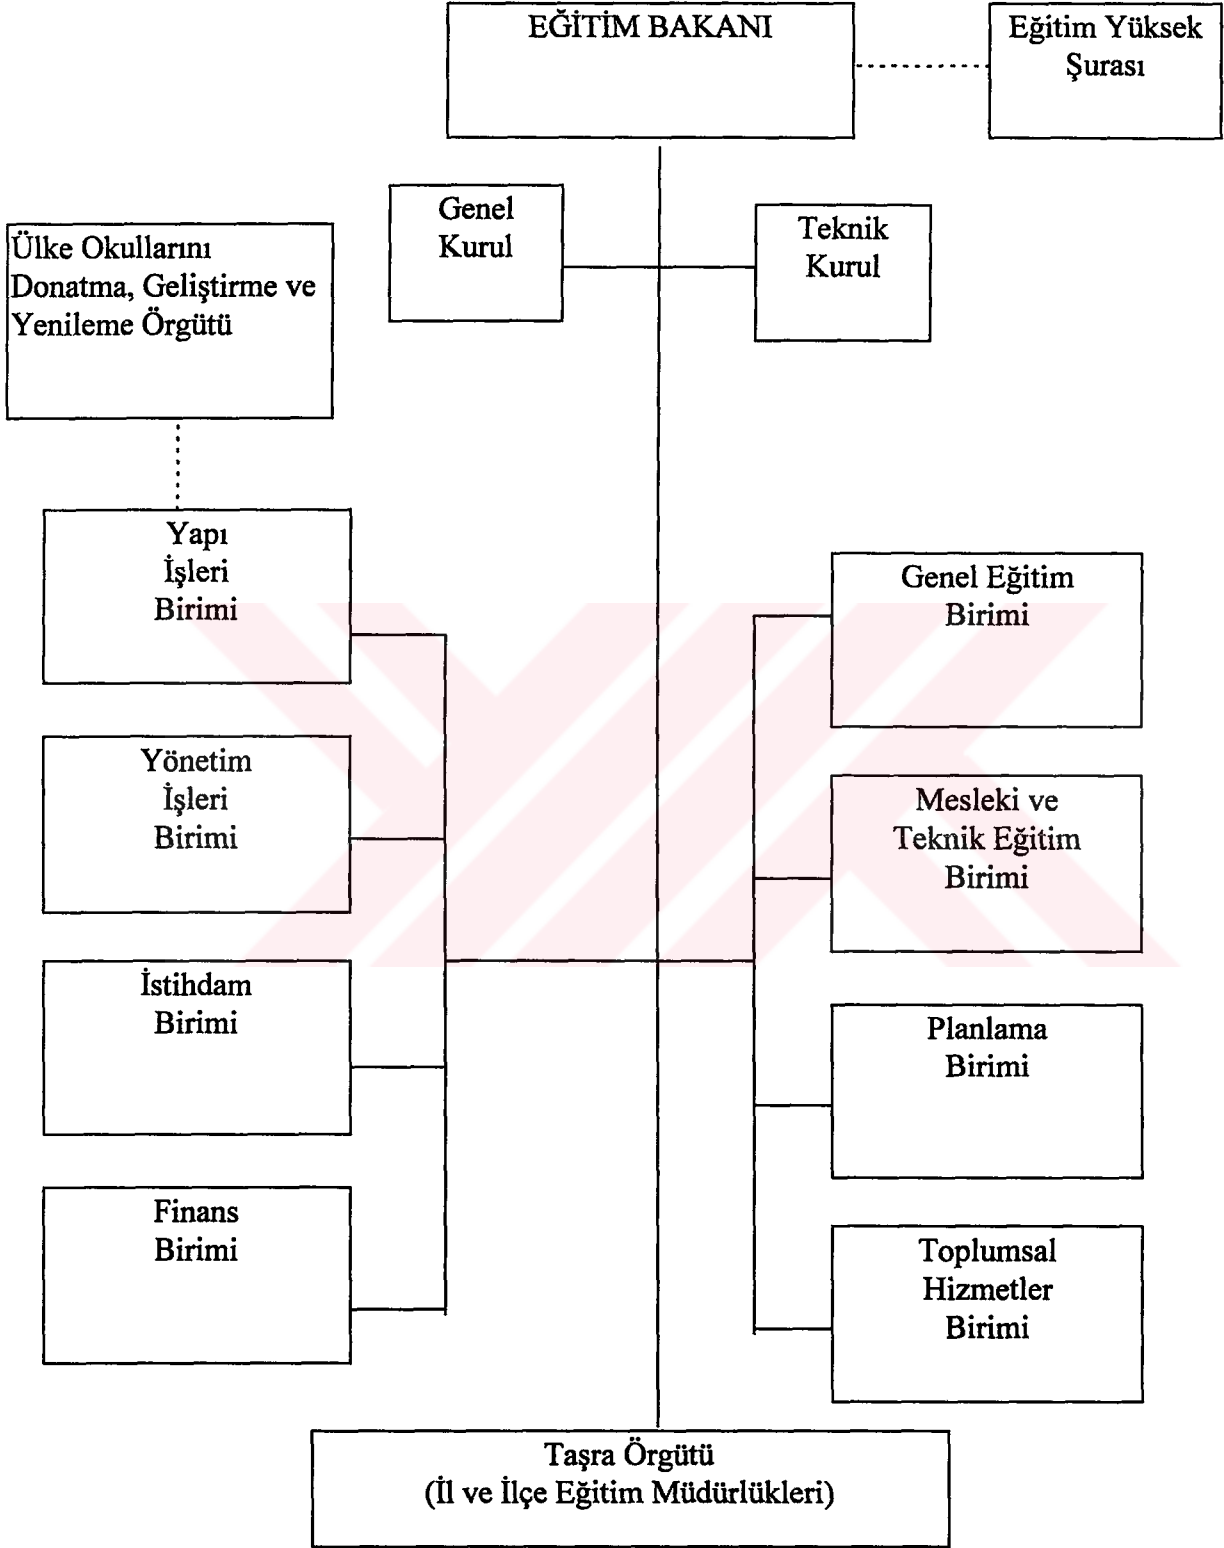 EĞİTİM BAKANI
Eğitim Yüksek
Şurası
Genel
Kurul
Teknik
Kurul
Ülke Okullarını
Donatma, Geliştirme ve
Yenileme Örgütü
Yapı
İşleri
Birimi
Genel Eğitim
Birimi
Yönetim
İşleri
Birimi
Mesleki ve
Teknik Eğitim
Birimi
İstihdam
Birimi
Planlama
Birimi
Finans
Birimi
Toplumsal
Hizmetler
Birimi
Taşra Örgütü
(İl ve İlçe Eğitim Müdürlükleri)